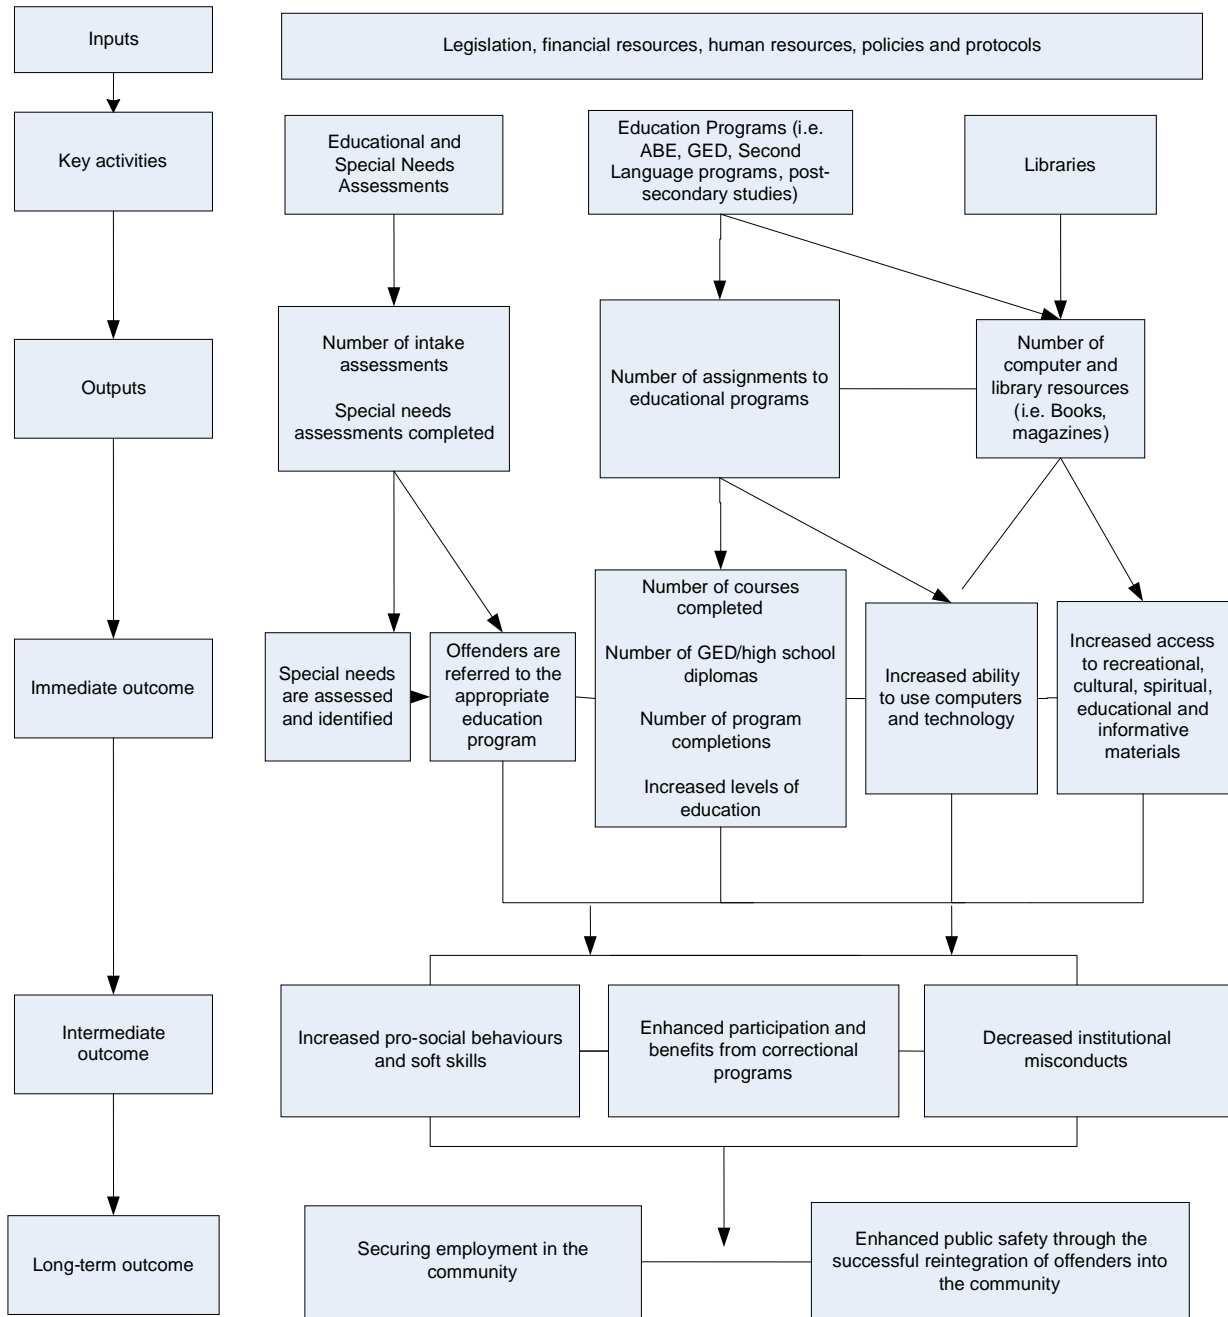 Inputs
Legislation, financial resources, human resources, policies and protocols
Key activities
Educational and
Special Needs
Assessments
Education Programs (i.e.
ABE, GED, Second
Language programs, post-
secondary studies)
Libraries
Outputs
Number of intake
assessments
Special needs
assessments completed
Number of assignments to
educational programs
Number of
computer and
library resources
(i.e. Books,
magazines)
Immediate outcome
Special needs
are assessed
and identified
Offenders are
referred to the
appropriate
education
program
Number of courses
completed
Number of GED/high school
diplomas
Number of program
completions
Increased levels of
education
Increased ability
to use computers
and technology
Increased access
to recreational,
cultural, spiritual,
educational and
informative
materials
Intermediate
outcome
Increased pro-social behaviours
and soft skills
Enhanced participation and
benefits from correctional
programs
Decreased institutional
misconducts
Long-term outcome
Securing employment in the
community
Enhanced public safety through the
successful reintegration of offenders into
the community